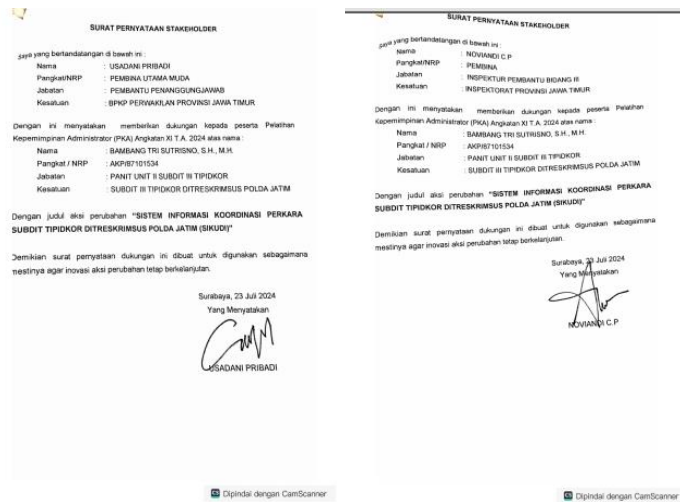 SURAT PERNYATAAN STAKEHOLDER
saya yang bertandatangan di bawah ini :
Nama : USADANI PRIBADI
Pangkat/NRP : PEMBINA UTAMA MUDA
Jabatan : PEMBANTU PENANGGUNGJAWAB
Kesatuan : BPKP PERWAKILAN PROVINSI JAWA TIMUR
Dengan ini menyatakan memberikan dukungan kepada peserta Pelatihan
Kepemimpinan Administrator (PKA) Angkatan XI T.A. 2024 atas nama :
Nama : BAMBANG TRI SUTRISNO, S.H., M.H.
Pangkat / NRP : AKP/87101534
Jabatan : PANIT UNIT II SUBDIT III TIPIDKOR
Kesatuan : SUBDIT III TIPIDKOR DITRESKRIMSUS POLDA JATIM
Dengan judul aksi perubahan "SISTEM INFORMASI KOORDINASI PERKARA
SUBDIT TIPIDKOR DITRESKRIMSUS POLDA JATIM (SIKUDI)"
Demikian surat pernyataan dukungan ini dibuat untuk digunakan sebagaimana
mestinya agar inovasi aksi perubahan tetap berkelanjutan.
Surabaya, 23 Juli 2024
Yang Menyatakan
USADANI PRIBADI
Dipindai dengan CamScanner
SURAT PERNYATAAN STAKEHOLDER
saya yang bertandatangan di bawah ini :
Nama : NOVIANDI C.P
Pangkat/NRP : PEMBINA
Jabatan : INSPEKTUR PEMBANTU BIDANG III
Kesatuan : INSPEKTORAT PROVINSI JAWA TIMUR
Dengan ini menyatakan memberikan dukungan kepada peserta Pelatihan
Kepemimpinan Administrator (PKA) Angkatan XI T.A. 2024 atas nama :
Nama : BAMBANG TRI SUTRISNO, S.H., M.H.
Pangkat / NRP : AKP/87101534
Jabatan : PANIT UNIT II SUBDIT III TIPIDKOR
Kesatuan : SUBDIT III TIPIDKOR DITRESKRIMSUS POLDA JATIM
Dengan judul aksi perubahan "SISTEM INFORMASI KOORDINASI PERKARA
SUBDIT TIPIDKOR DITRESKRIMSUS POLDA JATIM (SIKUDI)"
Demikian surat pernyataan dukungan ini dibuat untuk digunakan sebagaimana
mestinya agar inovasi aksi perubahan tetap berkelanjutan.
Surabaya, 23 Juli 2024
Yang Menyatakan
NOVIANDI C.P
Dipindai dengan CamScanner